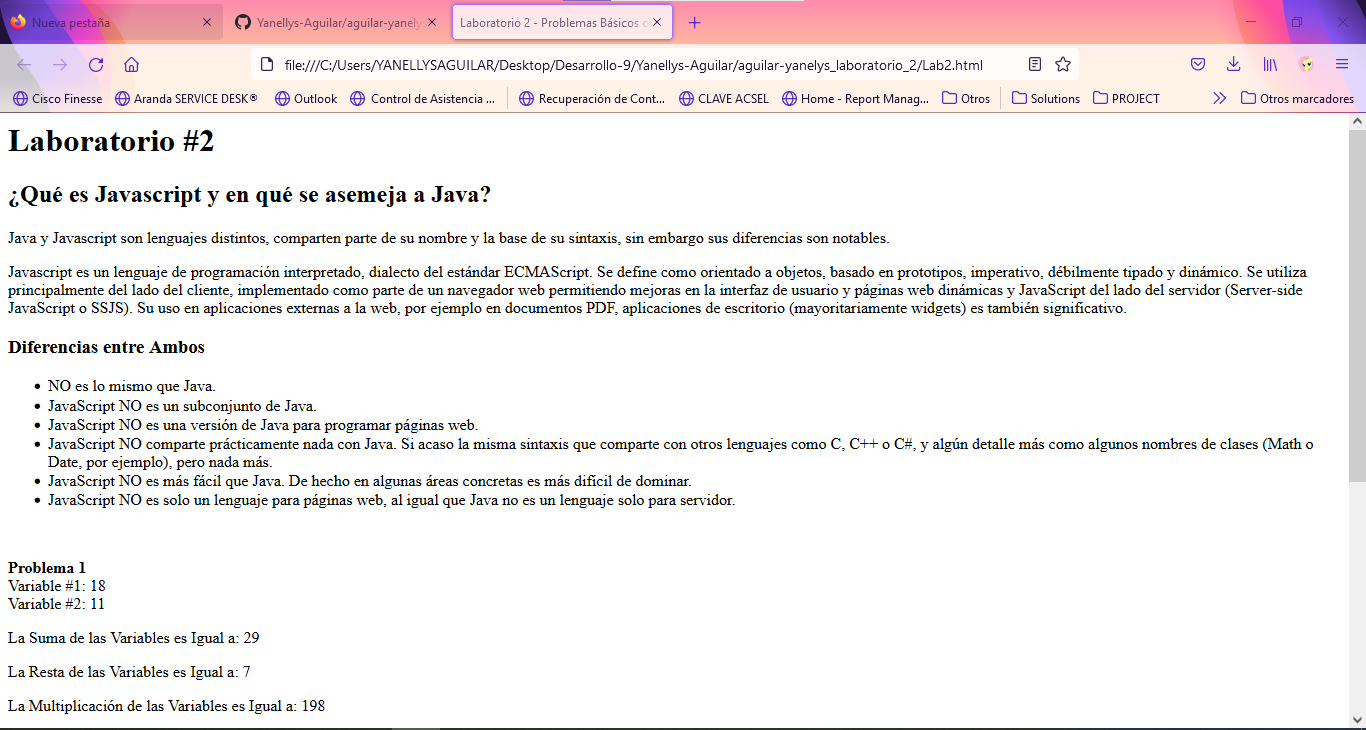 Nueva pestaña
Yanellys-Aguilar/aguilar-yanely
Laboratorio 2 - Problemas Básicos
file:///C:/Users/YANELLYSAGUILAR/Desktop/Desarrollo-9/Yanellys-Aguilar/aguilar-yanelys_laboratorio_2/Lab2.html
Cisco Finesse Aranda SERVICE DESK® Outlook Control de Asistencia ... Recuperación de Cont... CLAVE ACSEL Home - Report Manag... Otros Solutions PROJECT Otros marcadores
Laboratorio #2
¿Qué es Javascript y en qué se asemeja a Java?
Java y Javascript son lenguajes distintos, comparten parte de su nombre y la base de su sintaxis, sin embargo sus diferencias son notables.
Javascript es un lenguaje de programación interpretado, dialecto del estándar ECMAScript. Se define como orientado a objetos, basado en prototipos, imperativo, débilmente tipado y dinámico. Se utiliza
principalmente del lado del cliente, implementado como parte de un navegador web permitiendo mejoras en la interfaz de usuario y páginas web dinámicas y JavaScript del lado del servidor (Server-side
JavaScript o SSJS). Su uso en aplicaciones externas a la web, por ejemplo en documentos PDF, aplicaciones de escritorio (mayoritariamente widgets) es también significativo.
Diferencias entre Ambos
• NO es lo mismo que Java.
• JavaScript NO es un subconjunto de Java.
• JavaScript NO es una versión de Java para programar páginas web.
• JavaScript NO comparte prácticamente nada con Java. Si acaso la misma sintaxis que comparte con otros lenguajes como C, C++ o C#, y algún detalle más como algunos nombres de clases (Math o
Date, por ejemplo), pero nada más.
• JavaScript NO es más fácil que Java. De hecho en algunas áreas concretas es más difícil de dominar.
• JavaScript NO es solo un lenguaje para páginas web, al igual que Java no es un lenguaje solo para servidor.
Problema 1
Variable #1: 18
Variable #2: 11
La Suma de las Variables es Igual a: 29
La Resta de las Variables es Igual a: 7
La Multiplicación de las Variables es Igual a: 198